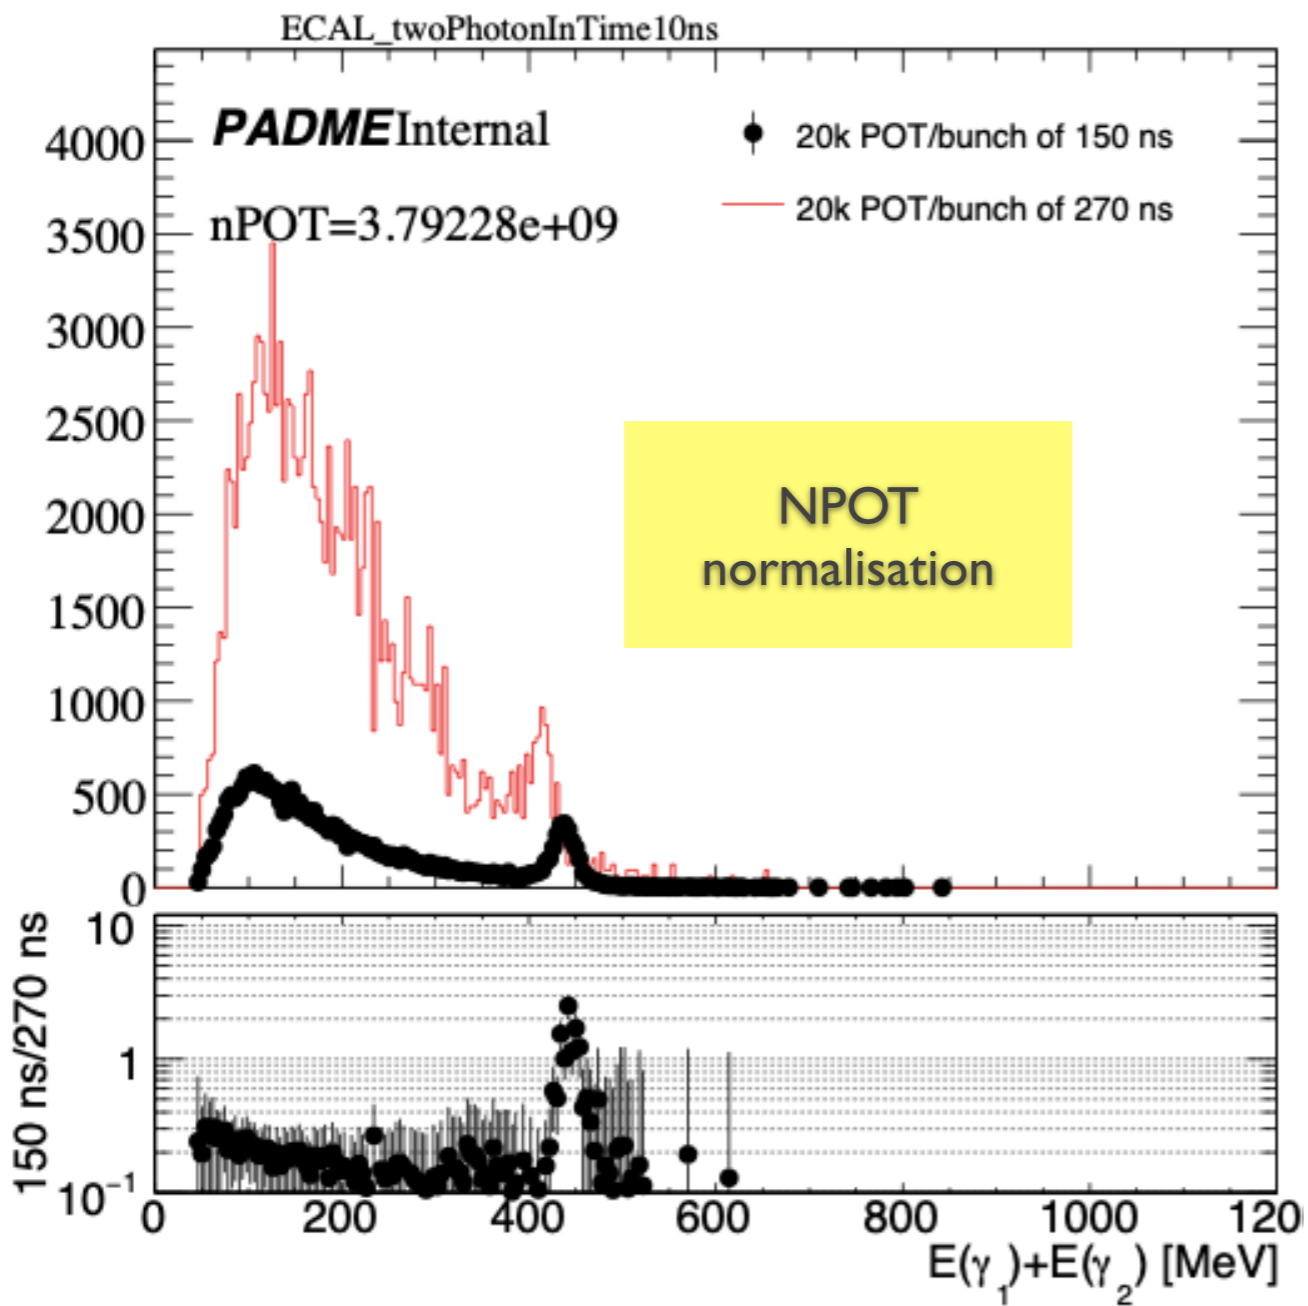 ECAL_twoPhotonInTime10ns
PADME Internal
nPOT=3.79228e+09
20k POT/bunch of 150 ns
20k POT/bunch of 270 ns
NPOT
normalisation
4000
3500
3000
2500
2000
1500
1000
500
0
150 ns/270 ns
10
1
10⁻¹
0 200 400 600 800 1000 120
E(γ₁)+E(γ₂) [MeV]